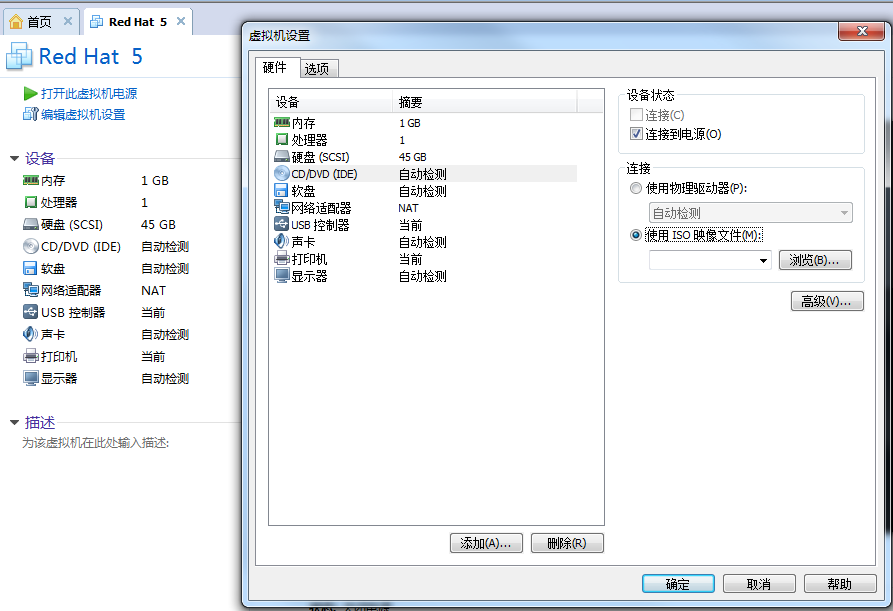 首页
Red Hat 5
Red Hat 5
打开此虚拟机电源
编辑虚拟机设置
设备
内存 1 GB
处理器 1
硬盘 (SCSI) 45 GB
CD/DVD (IDE) 自动检测
软盘 自动检测
网络适配器 NAT
USB 控制器 当前
声卡 自动检测
打印机 当前
显示器 自动检测
描述
为该虚拟机在此处输入描述:
虚拟机设置
硬件 选项
设备 摘要
内存 1 GB
处理器 1
硬盘 (SCSI) 45 GB
CD/DVD (IDE) 自动检测
软盘 自动检测
网络适配器 NAT
USB 控制器 当前
声卡 自动检测
打印机 当前
显示器 自动检测
添加(A)... 删除(R)
设备状态
连接(C)
连接到电源(O)
连接
使用物理驱动器(P):
自动检测
使用 ISO 映像文件(M):
浏览(B)...
高级(V)...
确定 取消 帮助